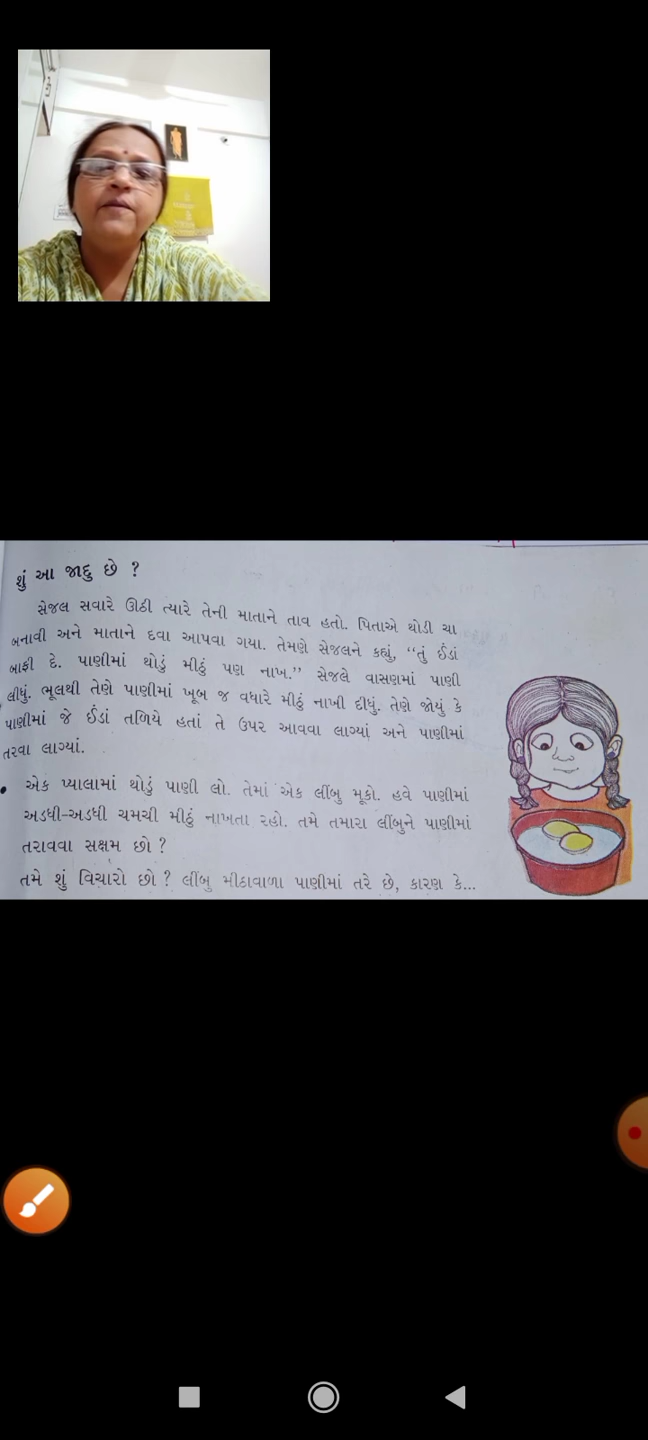 શું આ જાદુ છે ?
સેજલ સવારે ઊઠી ત્યારે તેની માતાને તાવ હતો. પિતાએ થોડી ચા
બનાવી અને માતાને દવા આપવા ગયા. તેમણે સેજલને કહ્યું, “તું ઈંડાં
બાફી દે. પાણીમાં થોડું મીઠું પણ નાખ.” સેજલે વાસણમાં પાણી
લીધું. ભૂલથી તેણે પાણીમાં ખૂબ જ વધારે મીઠું નાખી દીધું. તેણે જોયું કે
પાણીમાં જે ઈંડાં તળિયે હતાં તે ઉપર આવવા લાગ્યાં અને પાણીમાં
તરવા લાગ્યાં.
• એક પ્યાલામાં થોડું પાણી લો. તેમાં એક લીંબુ મૂકો. હવે પાણીમાં
અડધી-અડધી ચમચી મીઠું નાખતા રહો. તમે તમારા લીંબુને પાણીમાં
તરાવવા સક્ષમ છો ?
તમે શું વિચારો છો ? લીંબુ મીઠાવાળા પાણીમાં તરે છે, કારણ કે...